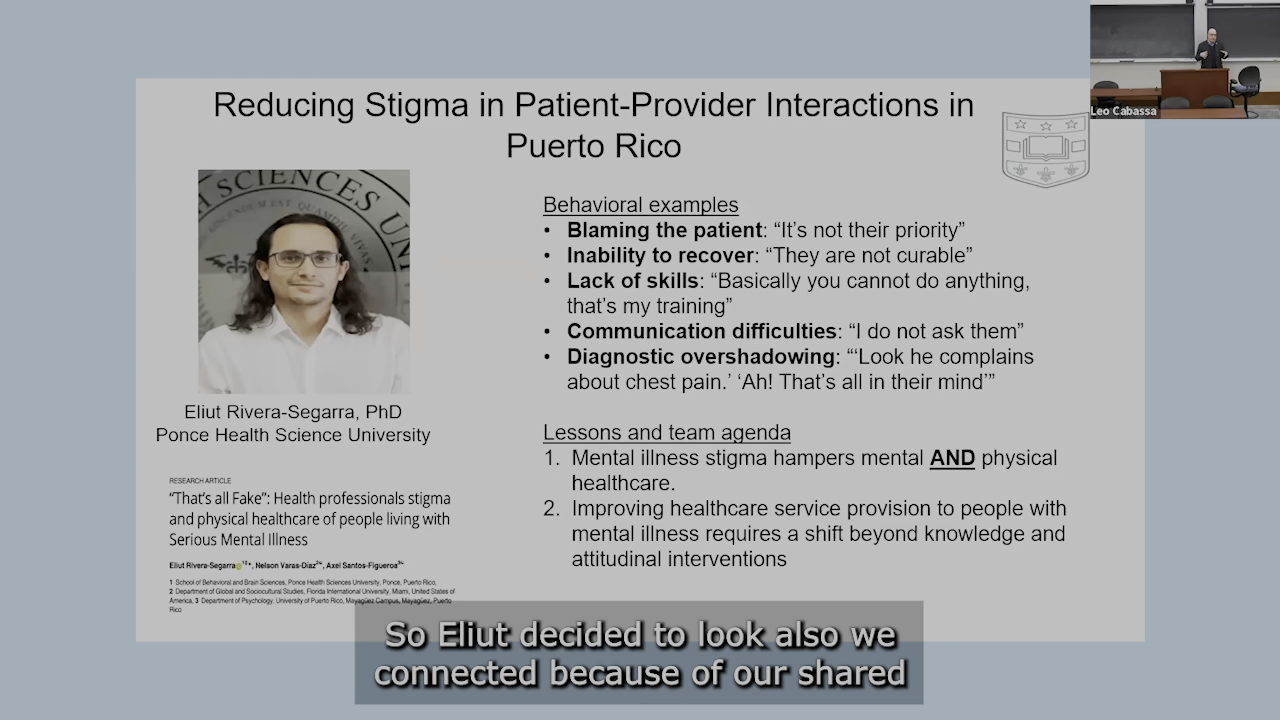 Leo Cabassa
Reducing Stigma in Patient-Provider Interactions in
Puerto Rico
SCIENCES UNI
Eliut Rivera-Segarra, PhD
Ponce Health Science University
RESEARCH ARTICLE
“That’s all Fake”: Health professionals stigma
and physical healthcare of people living with
Serious Mental Illness
Eliut Rivera-Segarra1☯*, Nelson Varas-Díaz2☯, Axel Santos-Figueroa3☯
1 School of Behavioral and Brain Sciences, Ponce Health Sciences University, Ponce, Puerto Rico,
2 Department of Global and Sociocultural Studies, Florida International University, Miami, United States of
America, 3 Department of Psychology, University of Puerto Rico, Mayagüez Campus, Mayagüez, Puerto
Rico
Behavioral examples
• Blaming the patient: “It’s not their priority”
• Inability to recover: “They are not curable”
• Lack of skills: “Basically you cannot do anything,
that’s my training”
• Communication difficulties: “I do not ask them”
• Diagnostic overshadowing: “‘Look he complains
about chest pain.’ ‘Ah! That’s all in their mind’”
Lessons and team agenda
1. Mental illness stigma hampers mental AND physical
healthcare.
2. Improving healthcare service provision to people with
mental illness requires a shift beyond knowledge and
attitudinal interventions
So Eliut decided to look also we
connected because of our shared